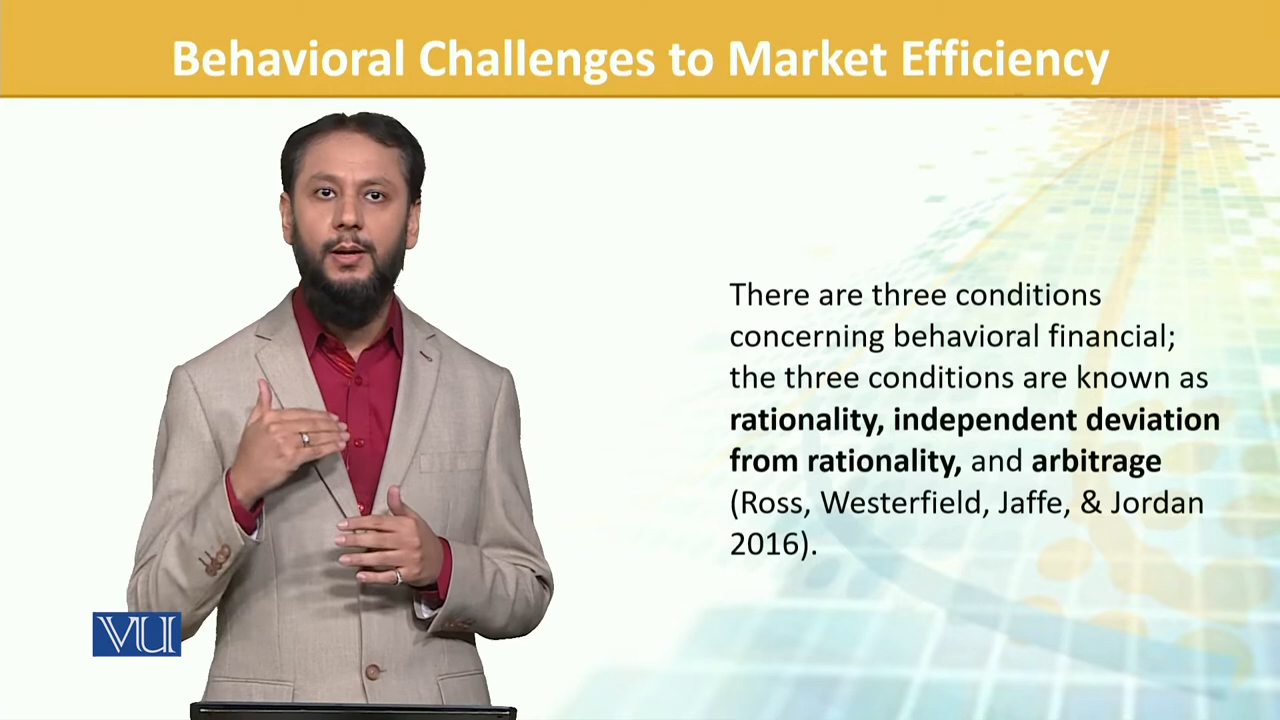 Behavioral Challenges to Market Efficiency
There are three conditions
concerning behavioral financial;
the three conditions are known as
rationality, independent deviation
from rationality, and arbitrage
(Ross, Westerfield, Jaffe, & Jordan
2016).
VU